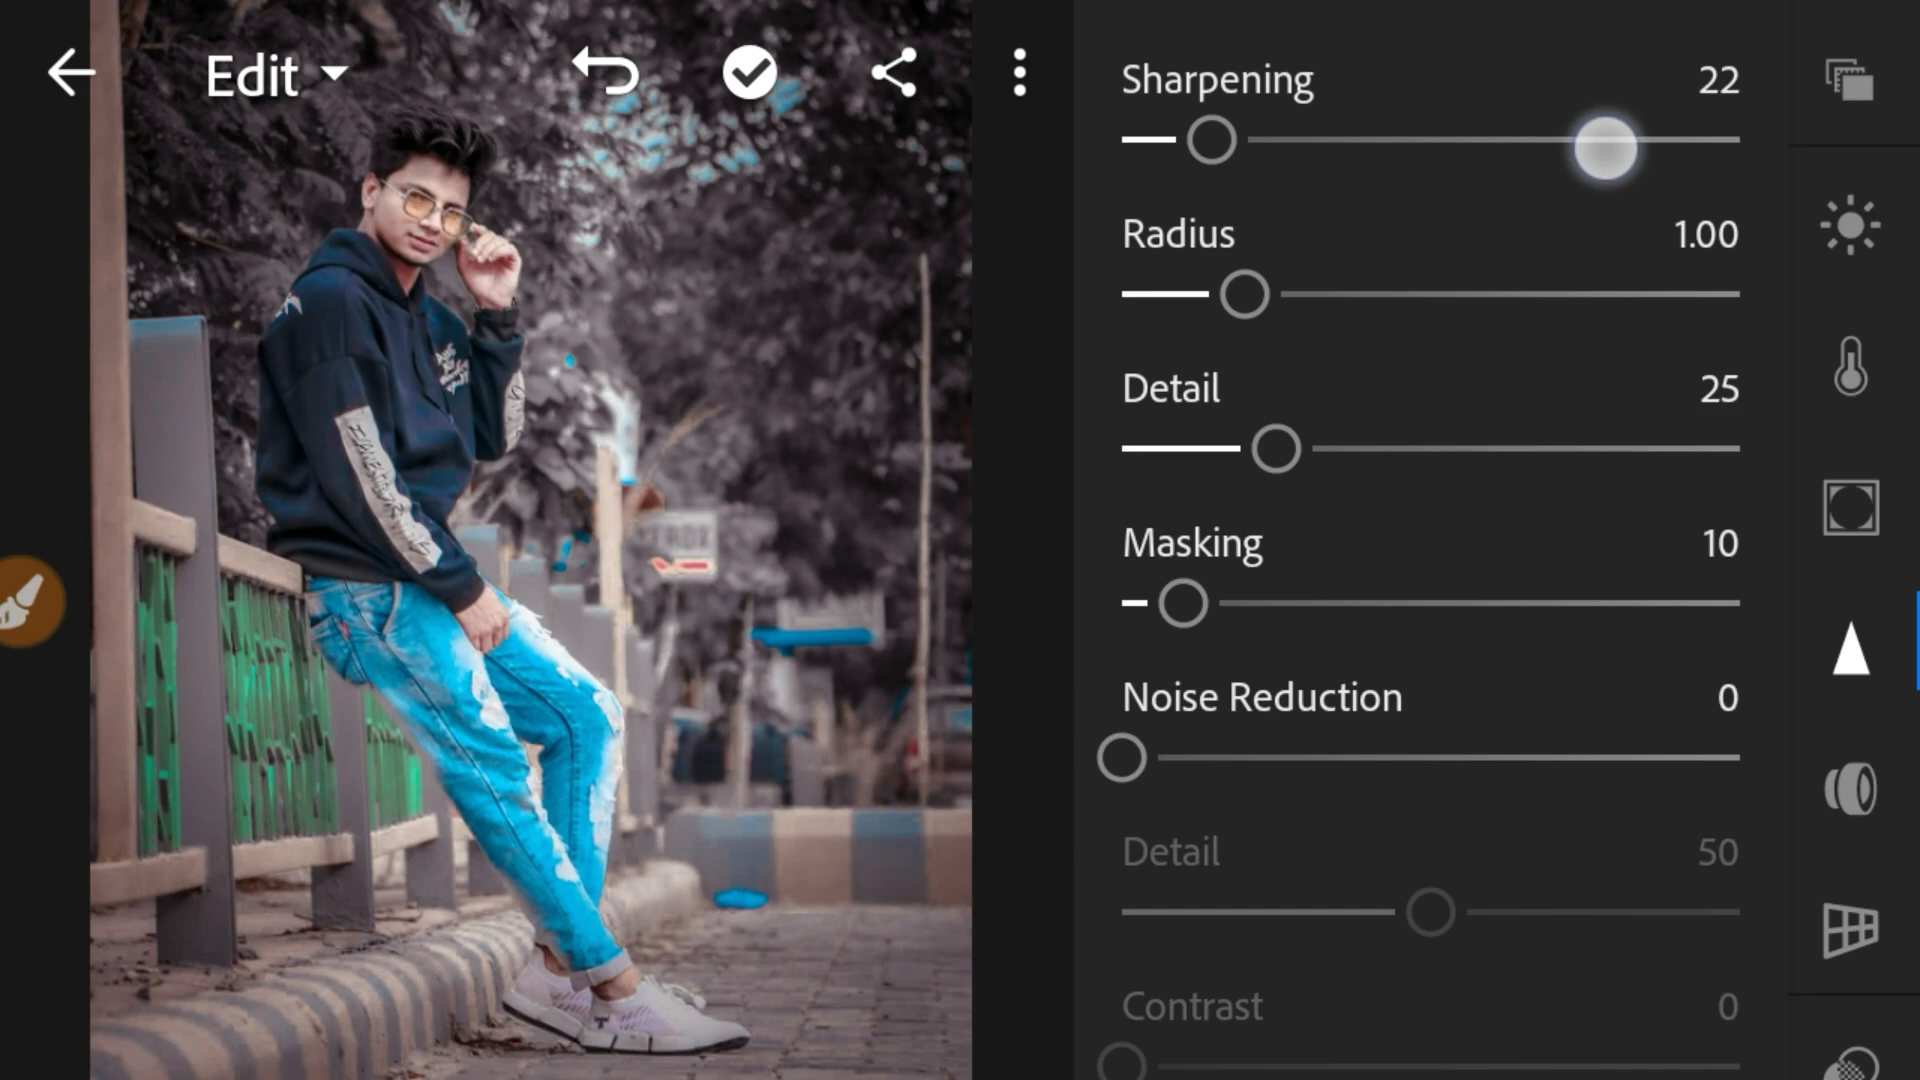 Edit
Sharpening 22
Radius 1.00
Detail 25
Masking 10
Noise Reduction 0
Detail 50
Contrast 0